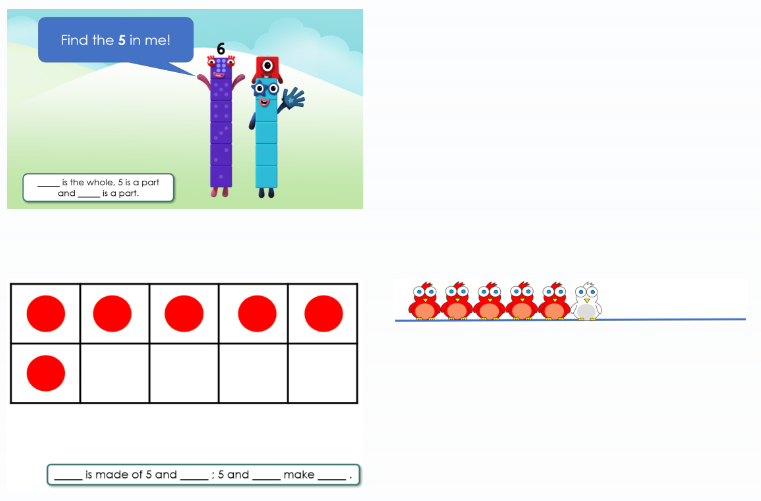 Find the 5 in me!
6
_____ is the whole, 5 is a part
and _____ is a part.
_____ is made of 5 and _____ ; 5 and _____ make _____ .